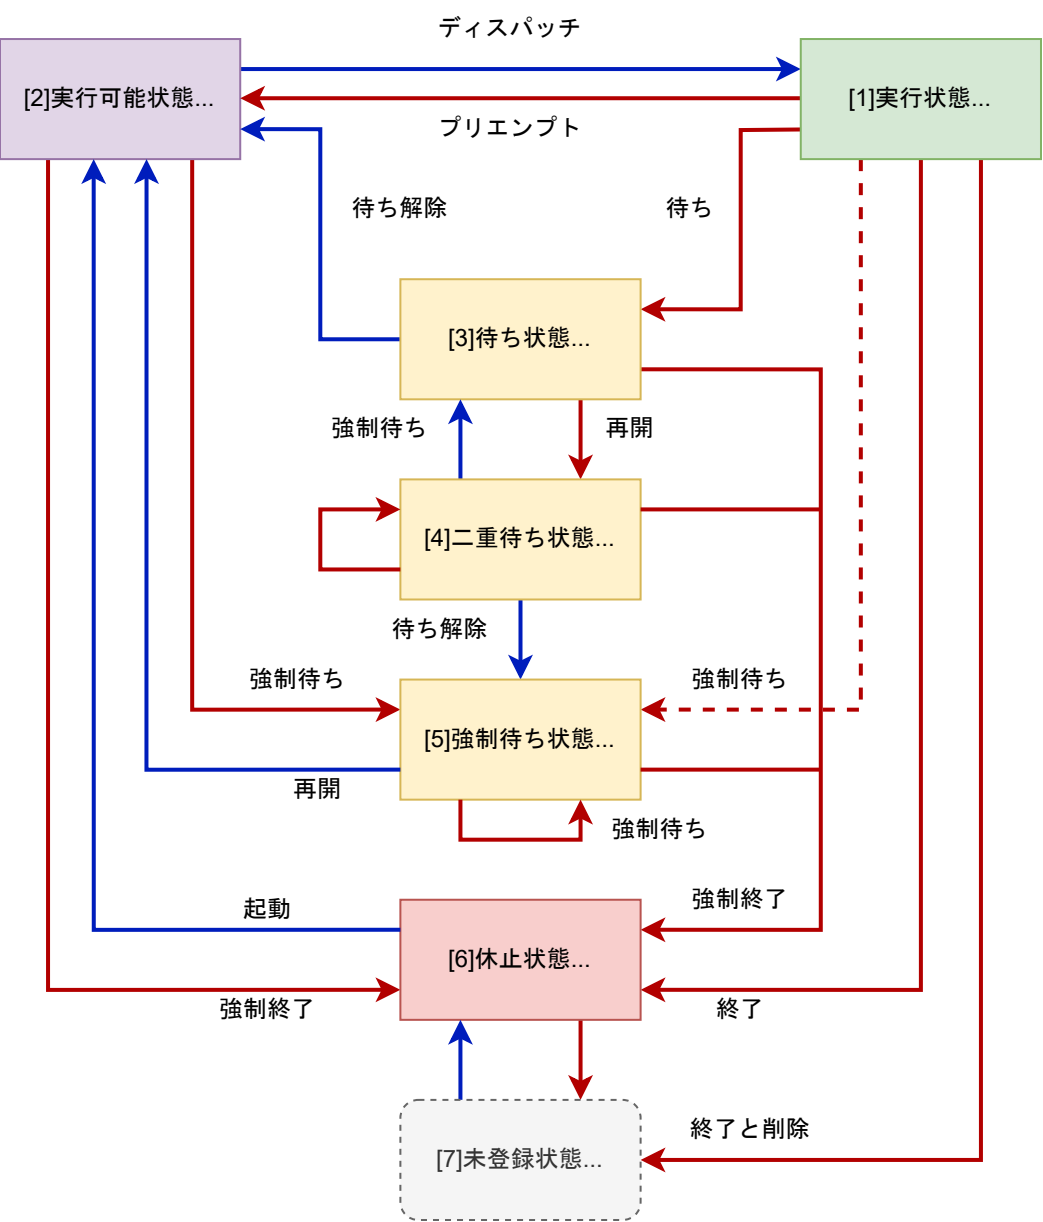 ディスパッチ
[2]実行可能状態...
[1]実行状態...
プリエンプト
待ち解除
待ち
[3]待ち状態...
強制待ち
再開
[4]二重待ち状態...
待ち解除
強制待ち
強制待ち
[5]強制待ち状態...
再開
強制待ち
強制終了
起動
[6]休止状態...
強制終了
終了
終了と削除
[7]未登録状態...